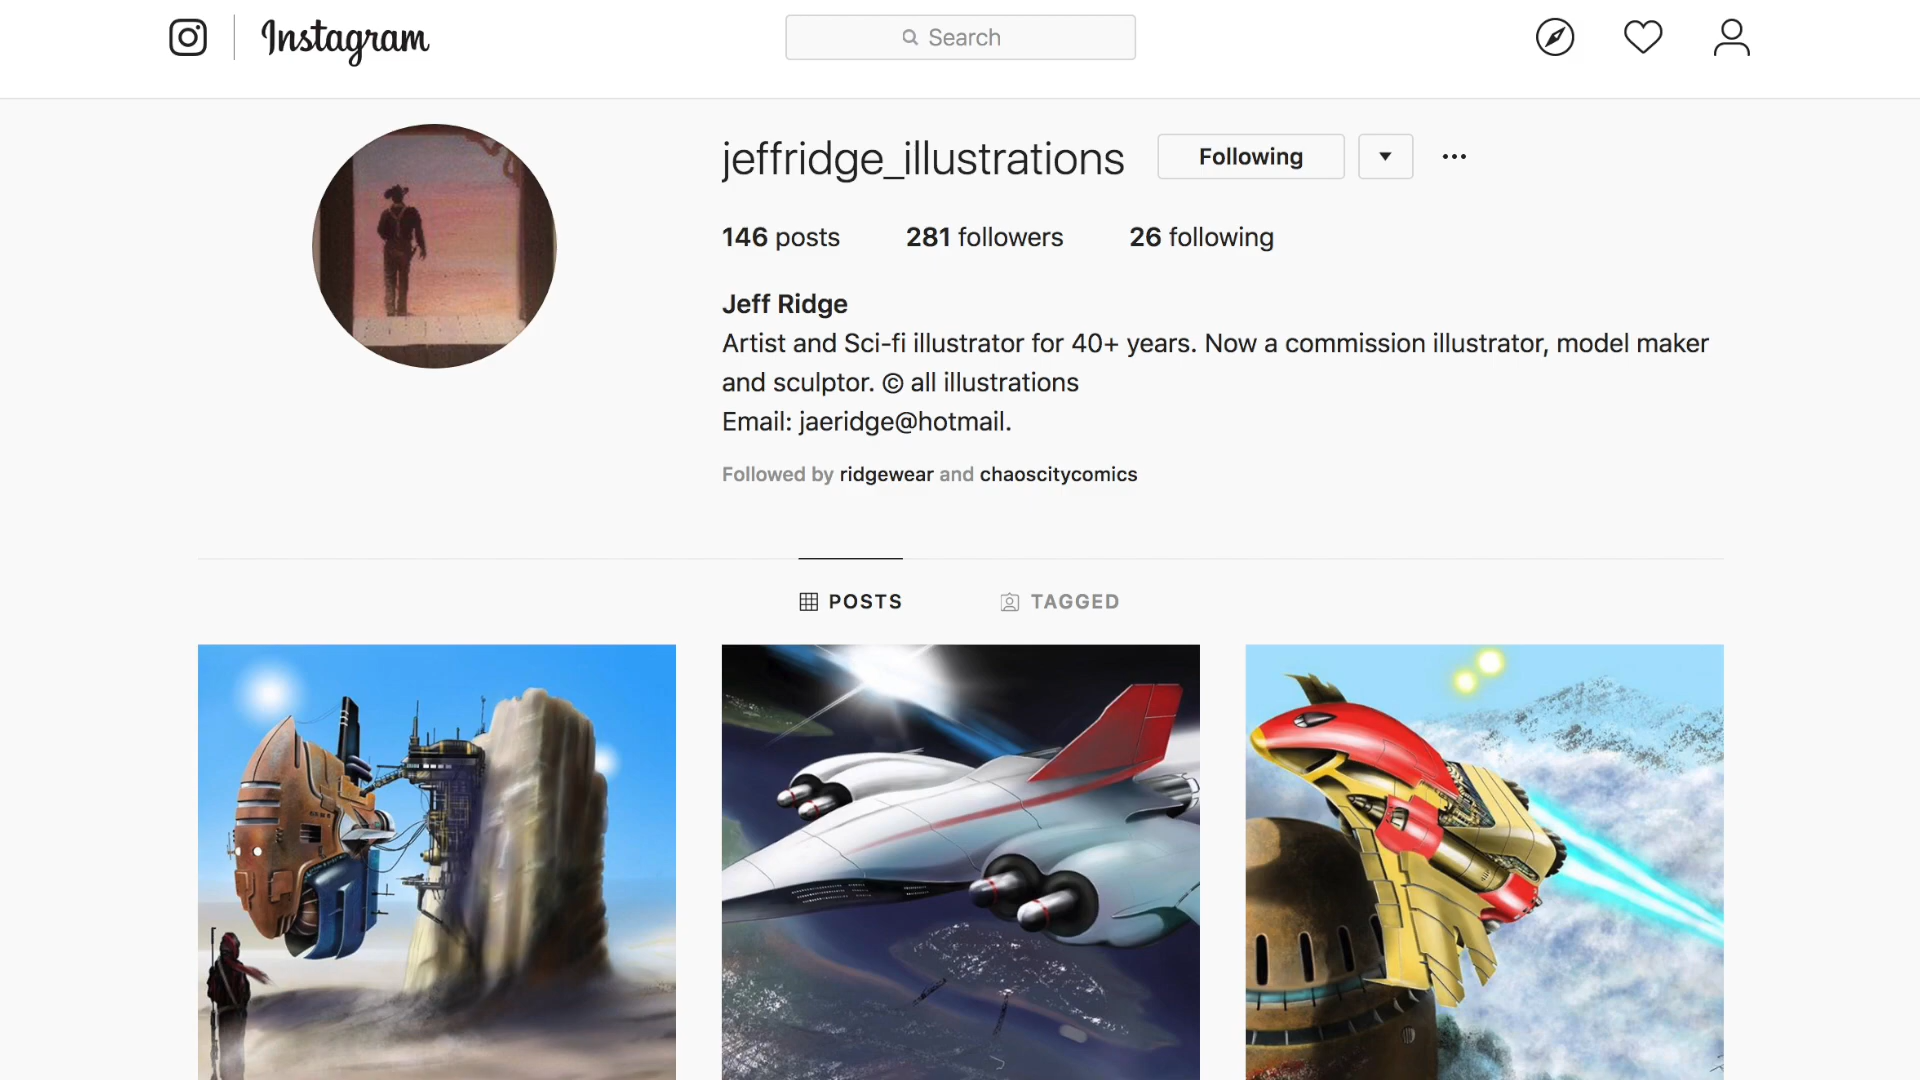 Instagram
Search
jeffridge_illustrations
Following
146 posts 281 followers 26 following
Jeff Ridge
Artist and Sci-fi illustrator for 40+ years. Now a commission illustrator, model maker
and sculptor. © all illustrations
Email: jaeridge@hotmail.
Followed by ridgewear and chaoscitycomics
POSTS TAGGED